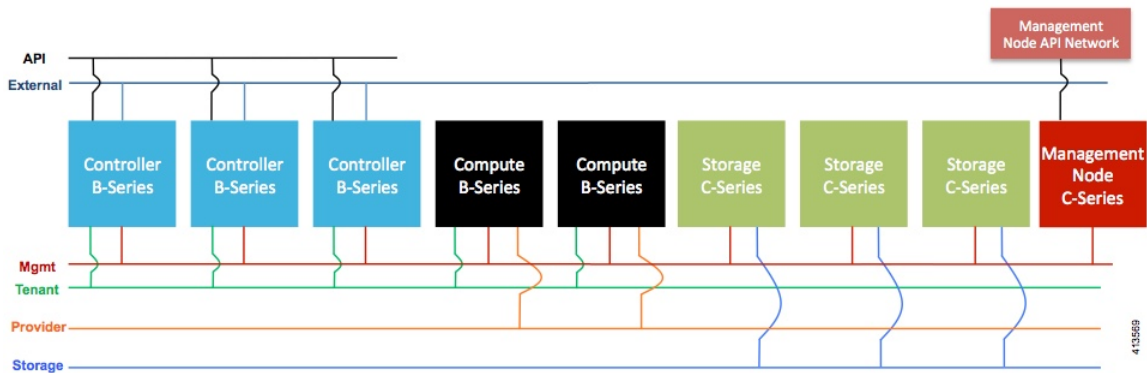 Management
Node API Network
API
External
Controller
B-Series
Controller
B-Series
Controller
B-Series
Compute
B-Series
Compute
B-Series
Storage
C-Series
Storage
C-Series
Storage
C-Series
Management
Node
C-Series
Mgmt
Tenant
Provider
Storage
413569